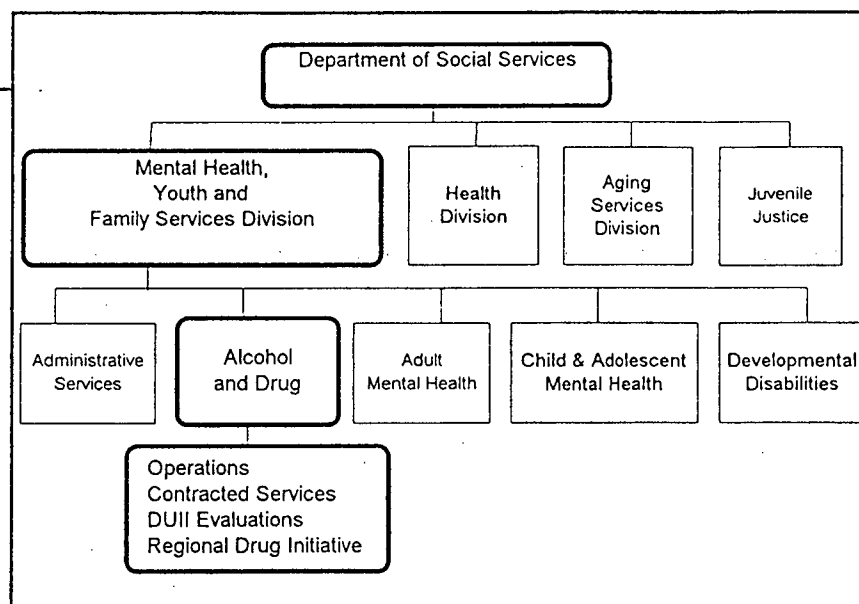 Department of Social Services
Mental Health,
Youth and
Family Services Division
Health
Division
Aging
Services
Division
Juvenile
Justice
Administrative
Services
Alcohol
and Drug
Adult
Mental Health
Child & Adolescent
Mental Health
Developmental
Disabilities
Operations
Contracted Services
DUII Evaluations
Regional Drug Initiative